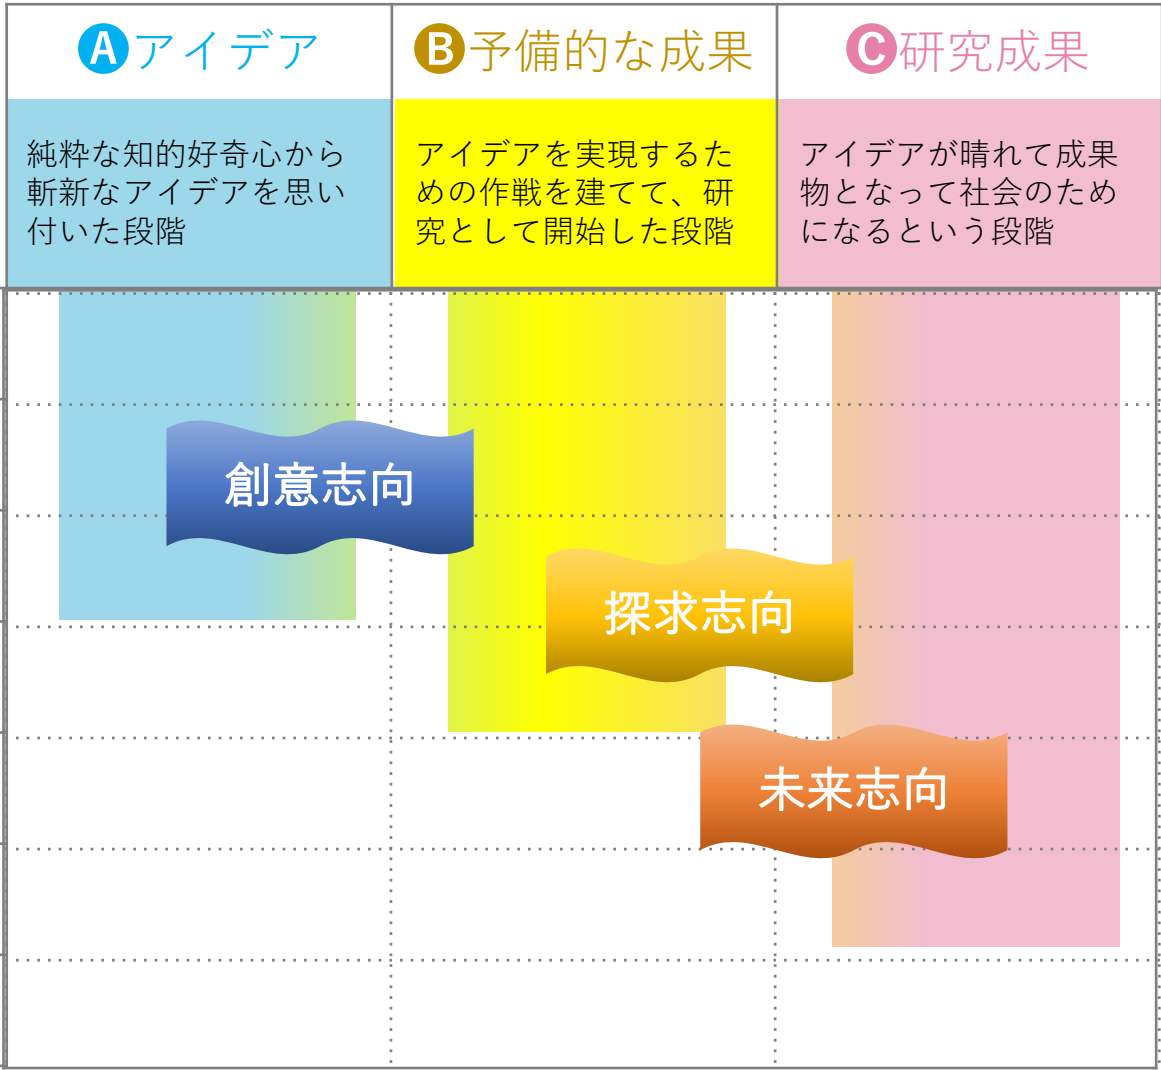 Aアイデア
B予備的な成果
C研究成果
純粋な知的好奇心から
斬新なアイデアを思い
付いた段階
アイデアを実現するた
めの作戦を建てて、研
究として開始した段階
アイデアが晴れて成果
物となって社会のため
になるという段階
創意志向
探求志向
未来志向